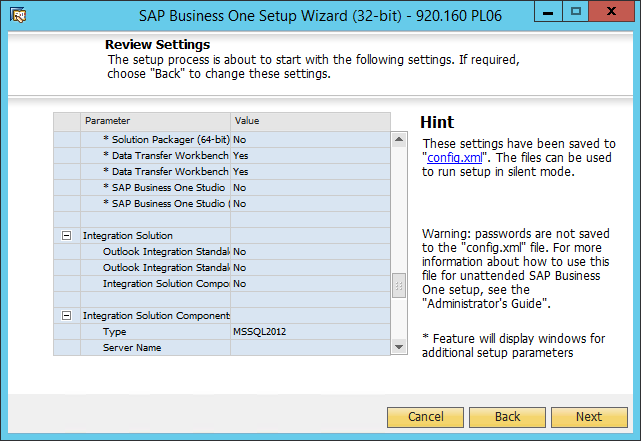 SAP Business One Setup Wizard (32-bit) - 920.160 PL06
Review Settings
The setup process is about to start with the following settings. If required,
choose "Back" to change these settings.
Parameter Value
* Solution Packager (64-bit) No
* Data Transfer Workbench Yes
* Data Transfer Workbench Yes
* SAP Business One Studio No
* SAP Business One Studio ( No
Integration Solution
Outlook Integration Standal No
Outlook Integration Standal No
Integration Solution Compo No
Integration Solution Components
Type MSSQL2012
Server Name
Hint
These settings have been saved to
"config.xml". The files can be used
to run setup in silent mode.
Warning: passwords are not saved
to the "config.xml" file. For more
information about how to use this
file for unattended SAP Business
One setup, see the
"Administrator's Guide".
* Feature will display windows for
additional setup parameters
Cancel Back Next